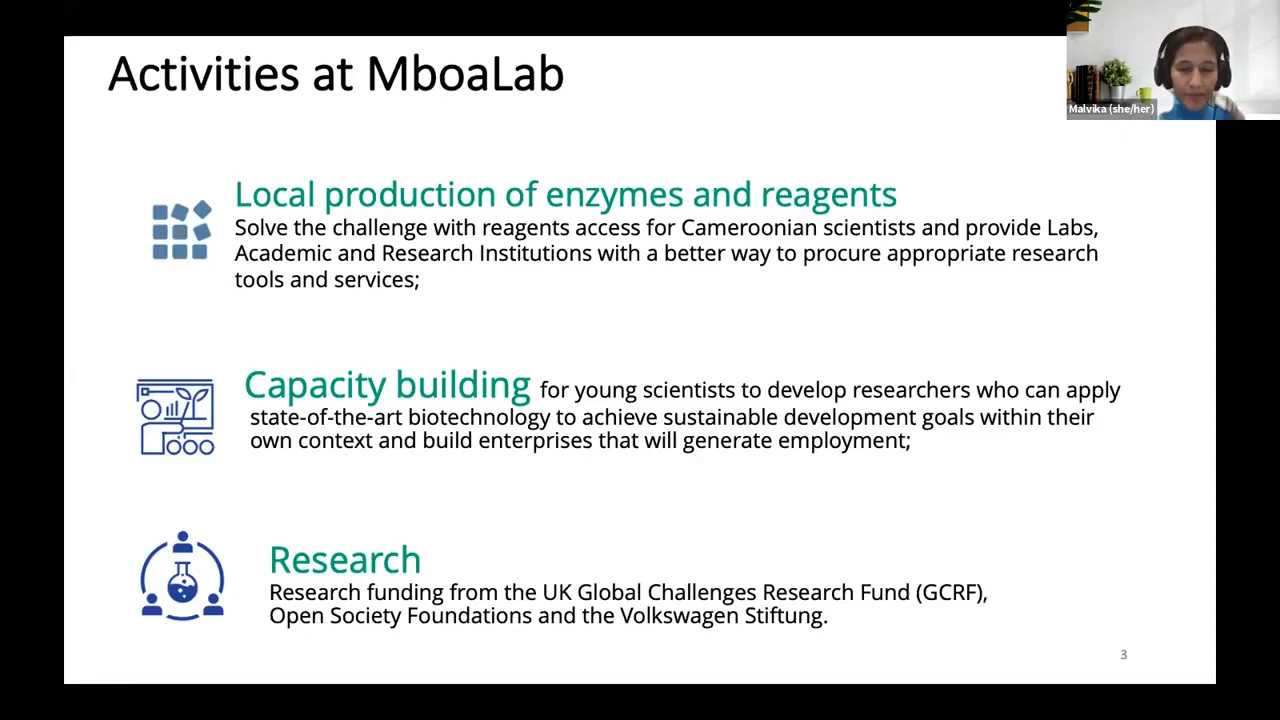 Activities at MboaLab
Malvika (she/her)
Local production of enzymes and reagents
Solve the challenge with reagents access for Cameroonian scientists and provide Labs,
Academic and Research Institutions with a better way to procure appropriate research
tools and services;
Capacity building for young scientists to develop researchers who can apply
state-of-the-art biotechnology to achieve sustainable development goals within their
own context and build enterprises that will generate employment;
Research
Research funding from the UK Global Challenges Research Fund (GCRF),
Open Society Foundations and the Volkswagen Stiftung.
3